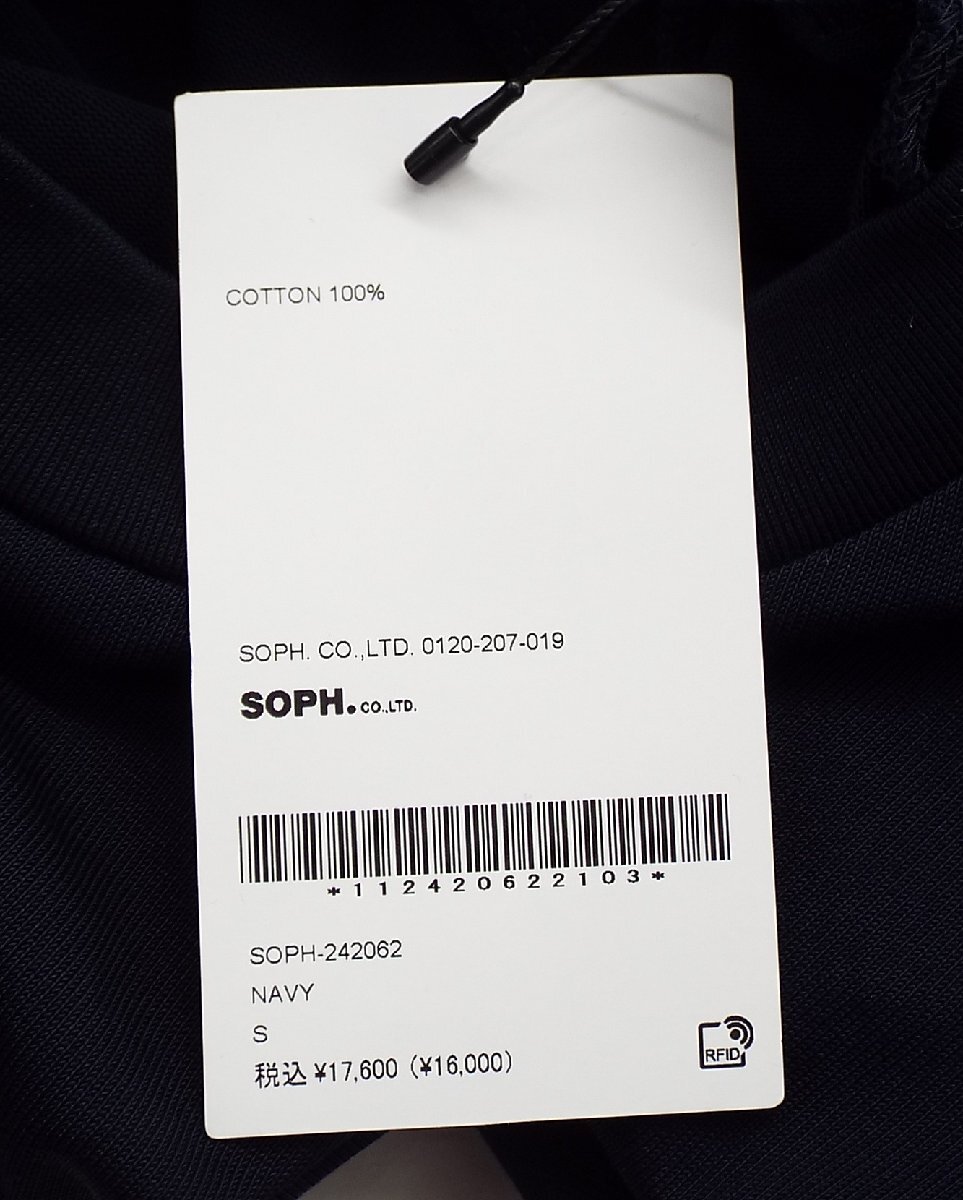 COTTON 100%
SOPH. CO.,LTD. 0120-207-019
SOPH. CO.,LTD.
*112420622103*
SOPH-242062
NAVY
S
税込 ¥17,600 (¥16,000)
RFID